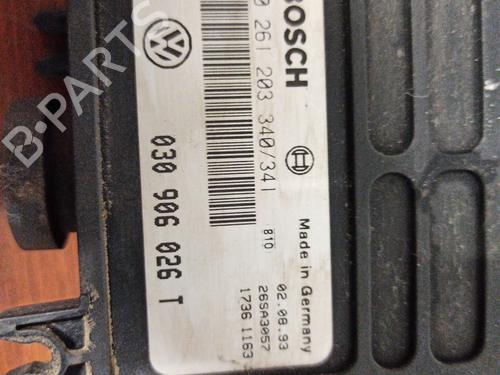 BOSCH
0 261 203 340/341
810
Made in Germany
030 906 026 T
02.08.93
26SA3057
1736 1163
B-PARTS